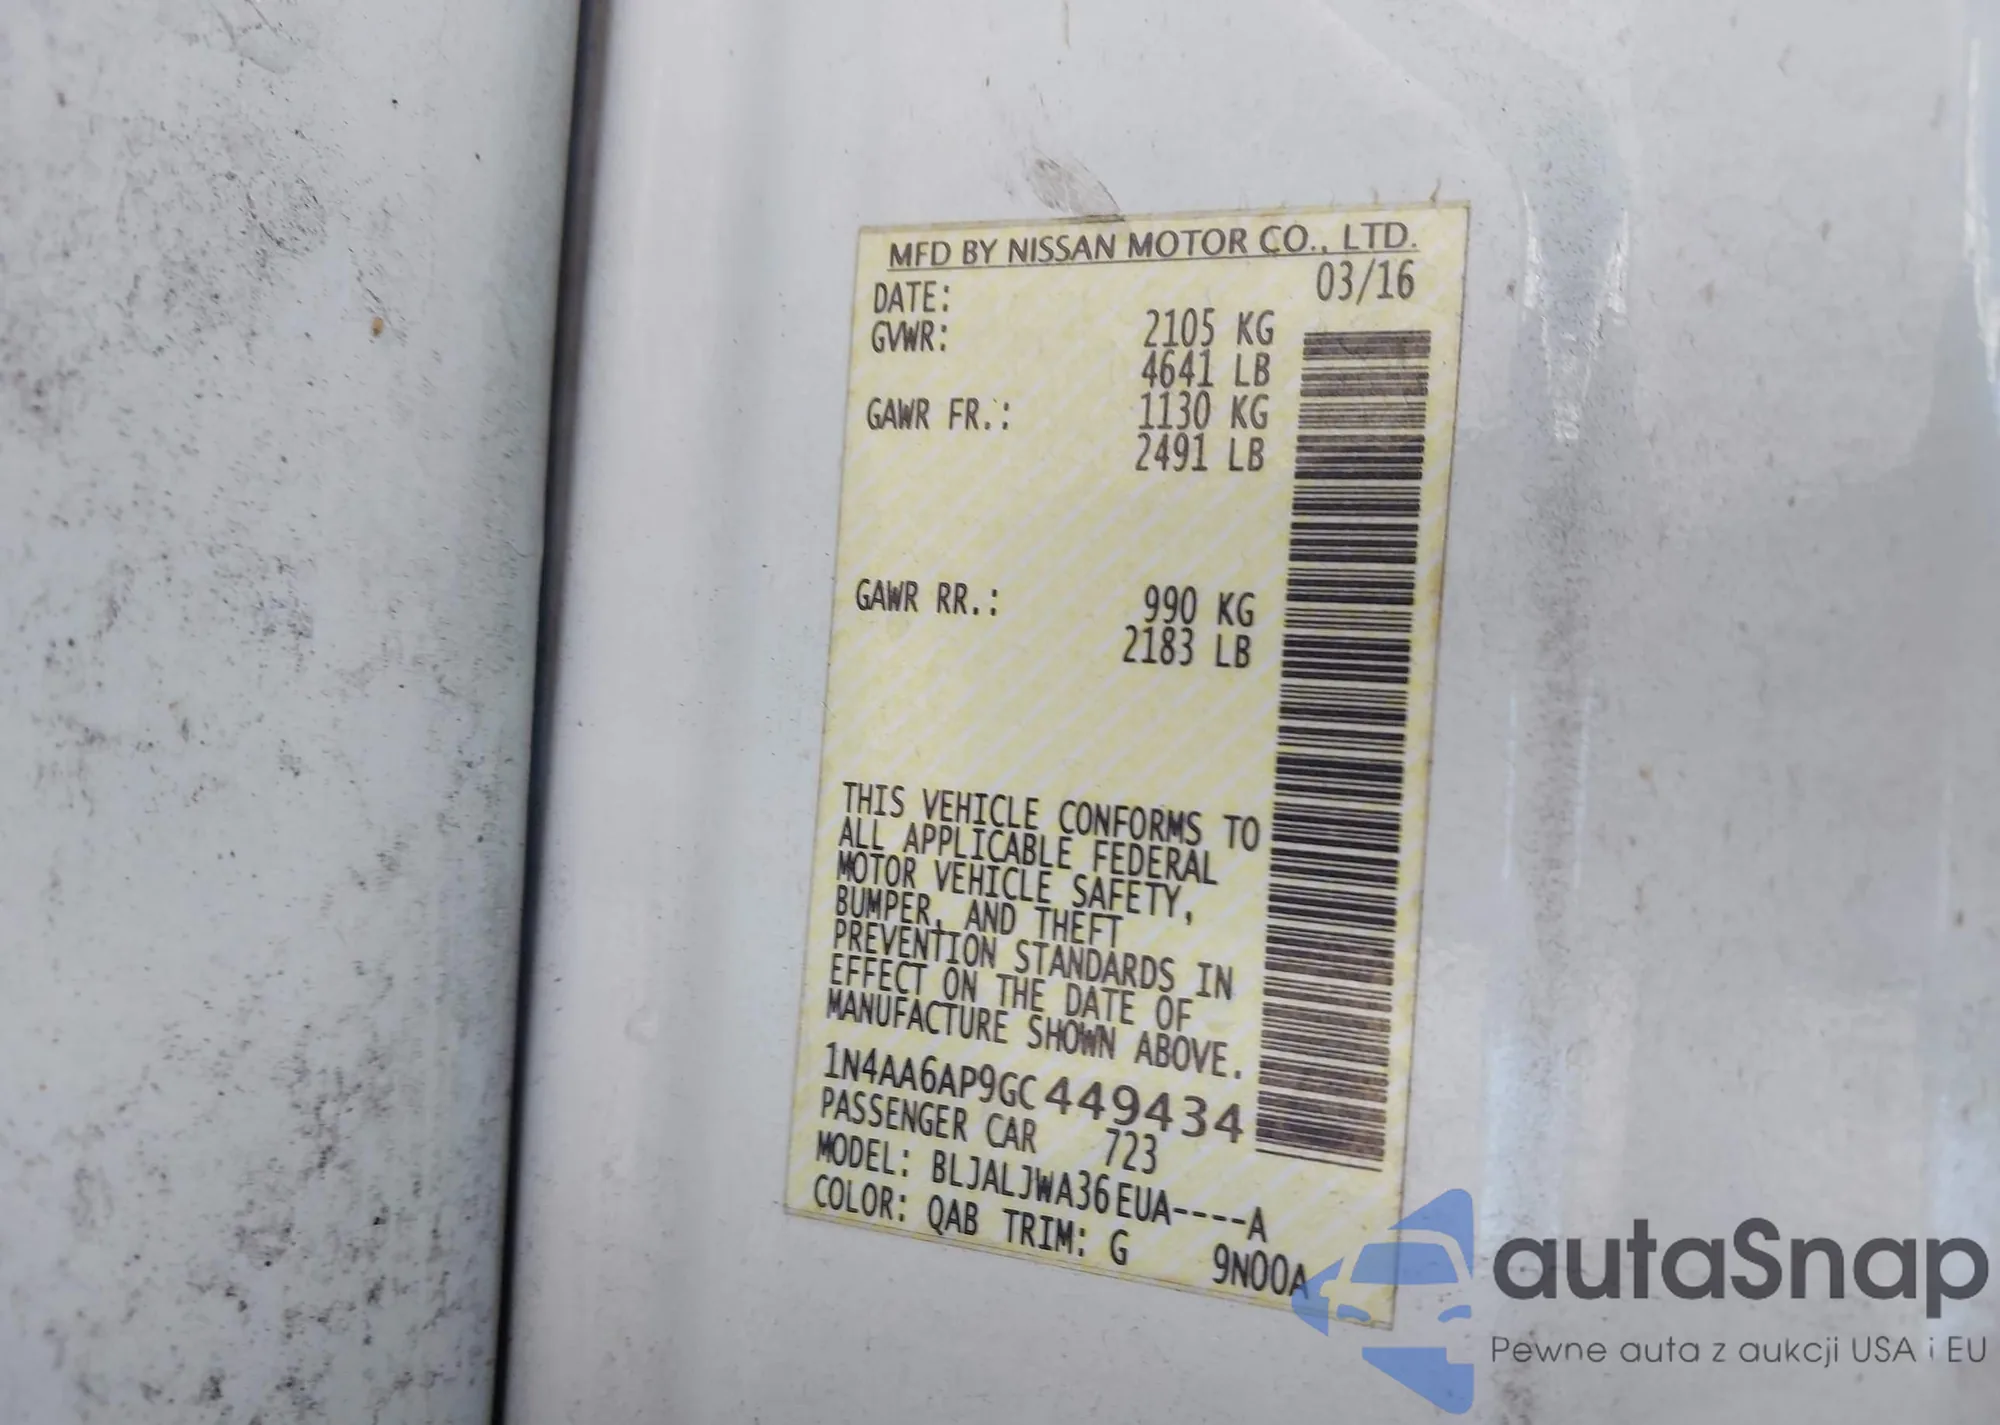 MFD BY NISSAN MOTOR CO., LTD.
DATE: 03/16
GVWR: 2105 KG
4641 LB
GAWR FR.: 1130 KG
2491 LB
GAWR RR.: 990 KG
2183 LB
THIS VEHICLE CONFORMS TO
ALL APPLICABLE FEDERAL
MOTOR VEHICLE SAFETY,
BUMPER, AND THEFT
PREVENTION STANDARDS IN
EFFECT ON THE DATE OF
MANUFACTURE SHOWN ABOVE.
1N4AA6AP9GC449434
PASSENGER CAR 723
MODEL: BLJALJWA36EUA----A
COLOR: QAB TRIM: G 9N00A
autaSnap
Pewne auta z aukcji USA i EU